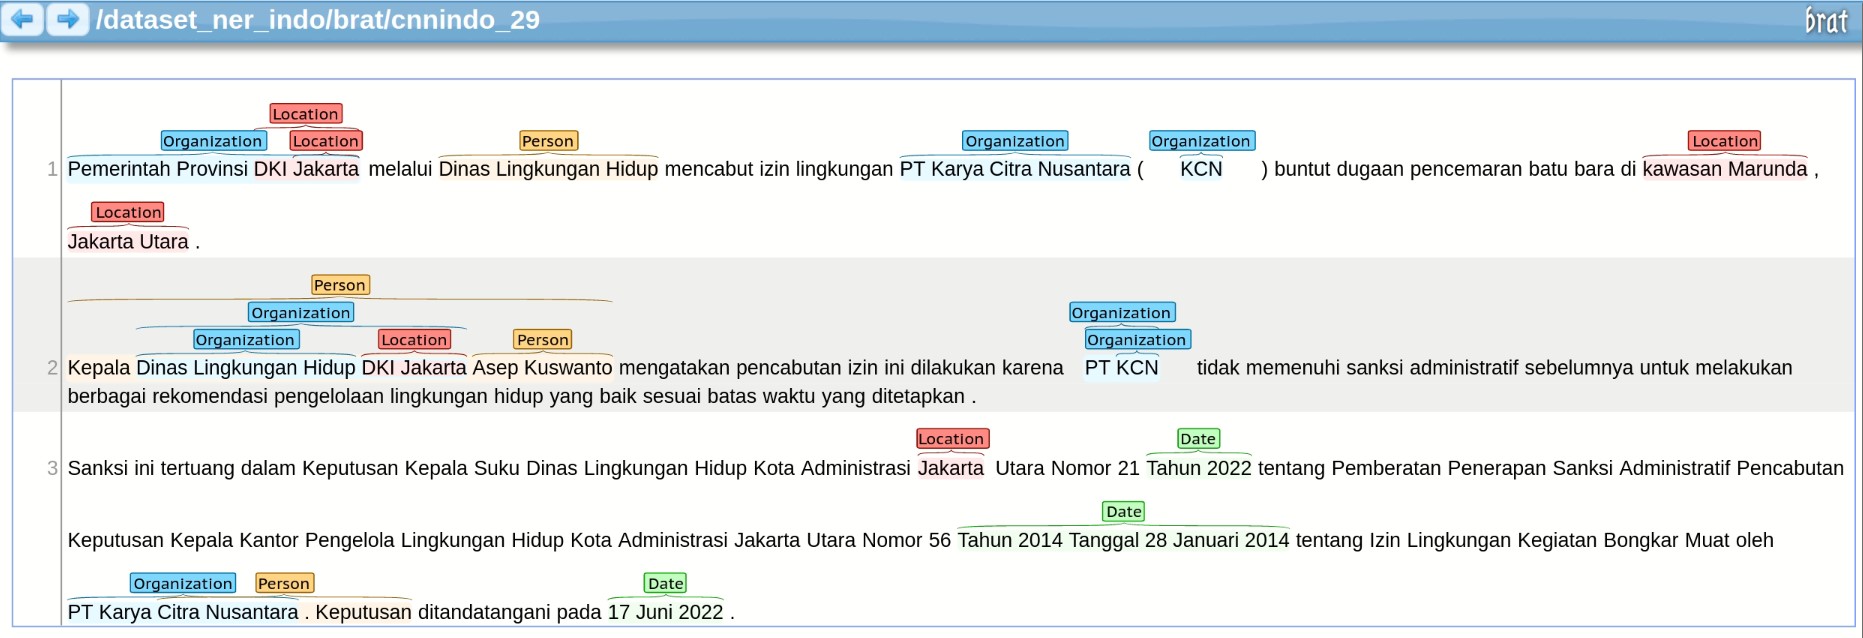 /dataset_ner_indo/brat/cnnindo_29 brat
Location
Organization Location Person Organization Organization Location
1 Pemerintah Provinsi DKI Jakarta melalui Dinas Lingkungan Hidup mencabut izin lingkungan PT Karya Citra Nusantara ( KCN ) buntut dugaan pencemaran batu bara di kawasan Marunda ,
Location
Jakarta Utara .
Person
Organization Organization
Organization Location Person Organization
2 Kepala Dinas Lingkungan Hidup DKI Jakarta Asep Kuswanto mengatakan pencabutan izin ini dilakukan karena PT KCN tidak memenuhi sanksi administratif sebelumnya untuk melakukan
berbagai rekomendasi pengelolaan lingkungan hidup yang baik sesuai batas waktu yang ditetapkan .
Location Date
3 Sanksi ini tertuang dalam Keputusan Kepala Suku Dinas Lingkungan Hidup Kota Administrasi Jakarta Utara Nomor 21 Tahun 2022 tentang Pemberatan Penerapan Sanksi Administratif Pencabutan
Date
Keputusan Kepala Kantor Pengelola Lingkungan Hidup Kota Administrasi Jakarta Utara Nomor 56 Tahun 2014 Tanggal 28 Januari 2014 tentang Izin Lingkungan Kegiatan Bongkar Muat oleh
Organization Person Date
PT Karya Citra Nusantara . Keputusan ditandatangani pada 17 Juni 2022 .